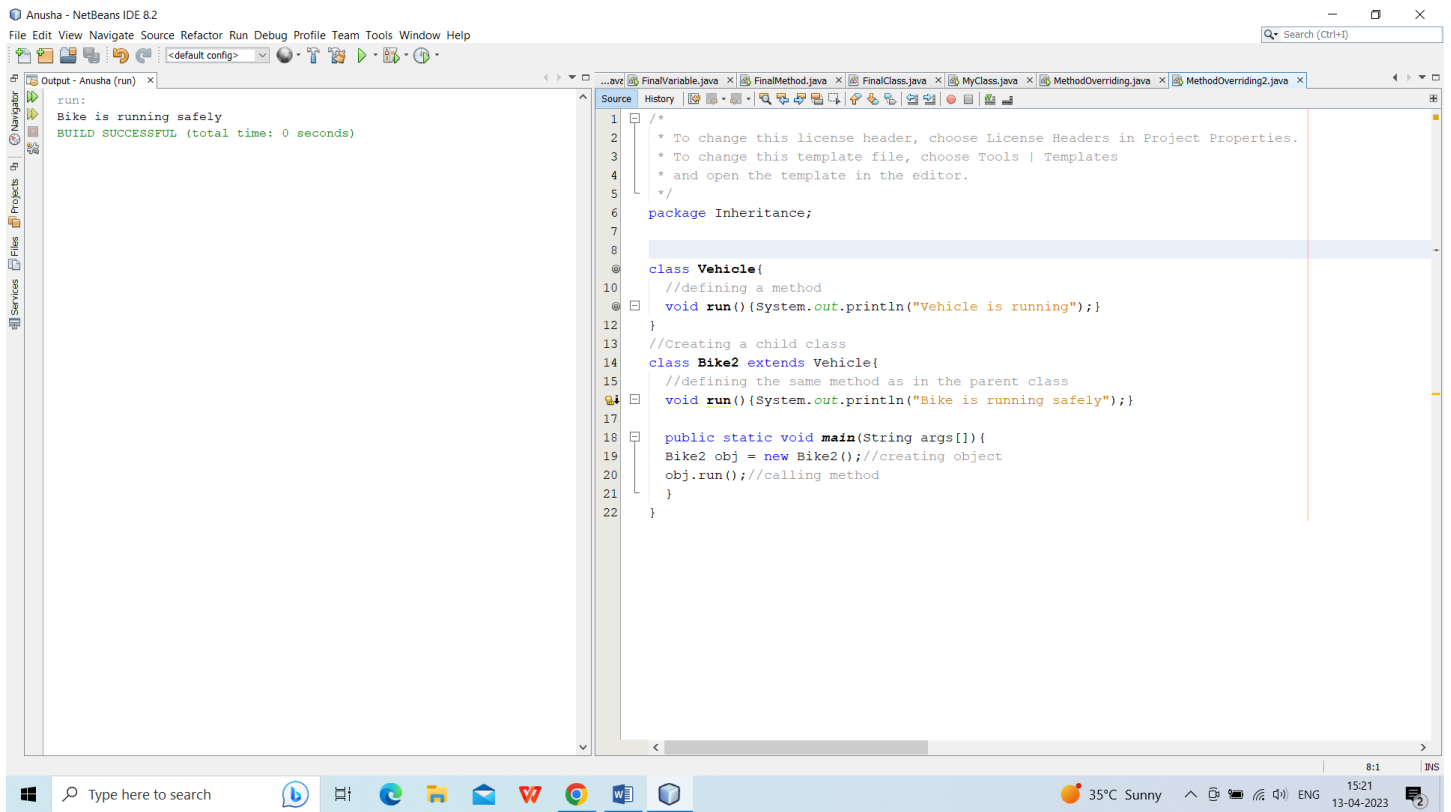 Anusha - NetBeans IDE 8.2
File Edit View Navigate Source Refactor Run Debug Profile Team Tools Window Help
Search (Ctrl+I)
<default config>
Output - Anusha (run)
...ava FinalVariable.java FinalMethod.java FinalClass.java MyClass.java MethodOverriding.java MethodOverriding2.java
Source History
Navigator
Projects
Files
Services
run:
Bike is running safely
BUILD SUCCESSFUL (total time: 0 seconds)
1 /*
2 * To change this license header, choose License Headers in Project Properties.
3 * To change this template file, choose Tools | Templates
4 * and open the template in the editor.
5 */
6 package Inheritance;
7
8
class Vehicle{
10 //defining a method
void run(){System.out.println("Vehicle is running");}
12 }
13 //Creating a child class
14 class Bike2 extends Vehicle{
15 //defining the same method as in the parent class
void run(){System.out.println("Bike is running safely");}
17
18 public static void main(String args[]){
19 Bike2 obj = new Bike2();//creating object
20 obj.run();//calling method
21 }
22 }
8:1 INS
Type here to search
35°C Sunny
ENG
15:21
13-04-2023
2